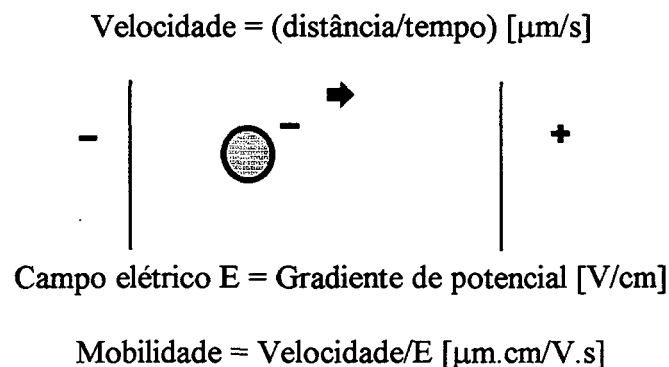 Velocidade = (distância/tempo) [µm/s]
− − +
Campo elétrico E = Gradiente de potencial [V/cm]
Mobilidade = Velocidade/E [µm.cm/V.s]